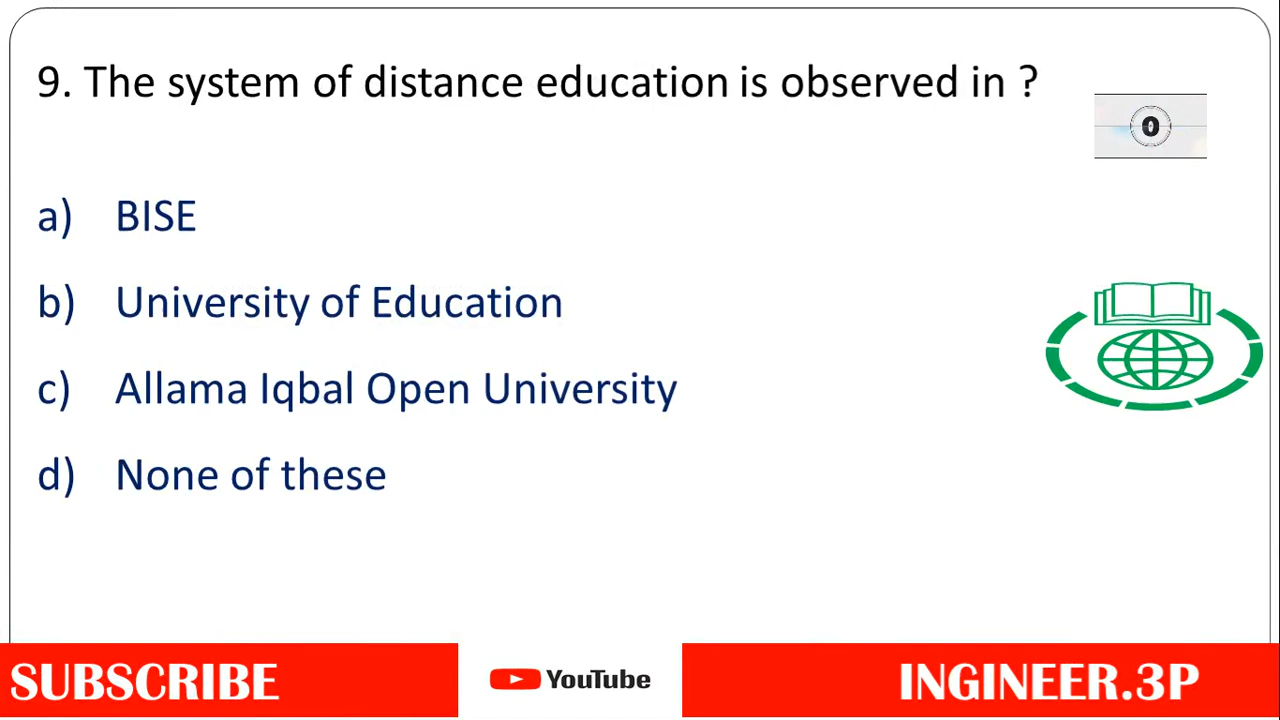 9. The system of distance education is observed in ?
0
a) BISE
b) University of Education
c) Allama Iqbal Open University
d) None of these
SUBSCRIBE YouTube INGINEER.3P